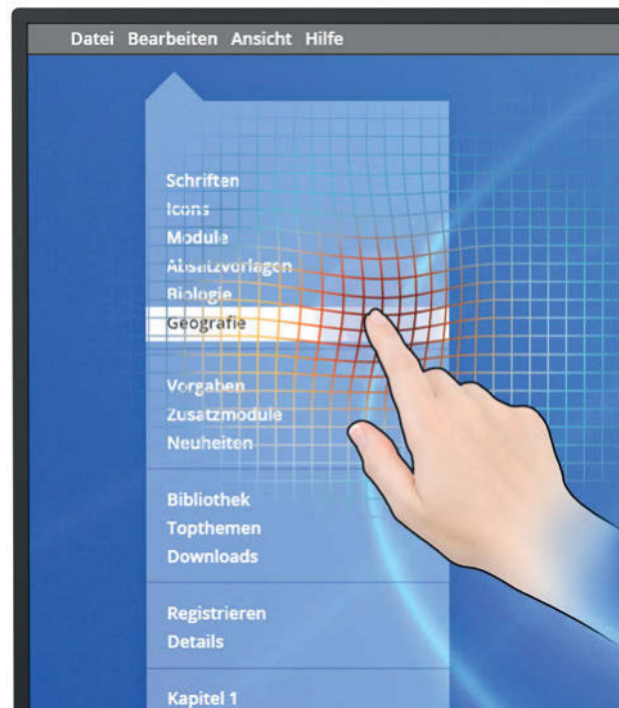 Datei Bearbeiten Ansicht Hilfe
Schriften
Icons
Module
Absatzvorlagen
Biologie
Geografie
Vorgaben
Zusatzmodule
Neuheiten
Bibliothek
Topthemen
Downloads
Registrieren
Details
Kapitel 1